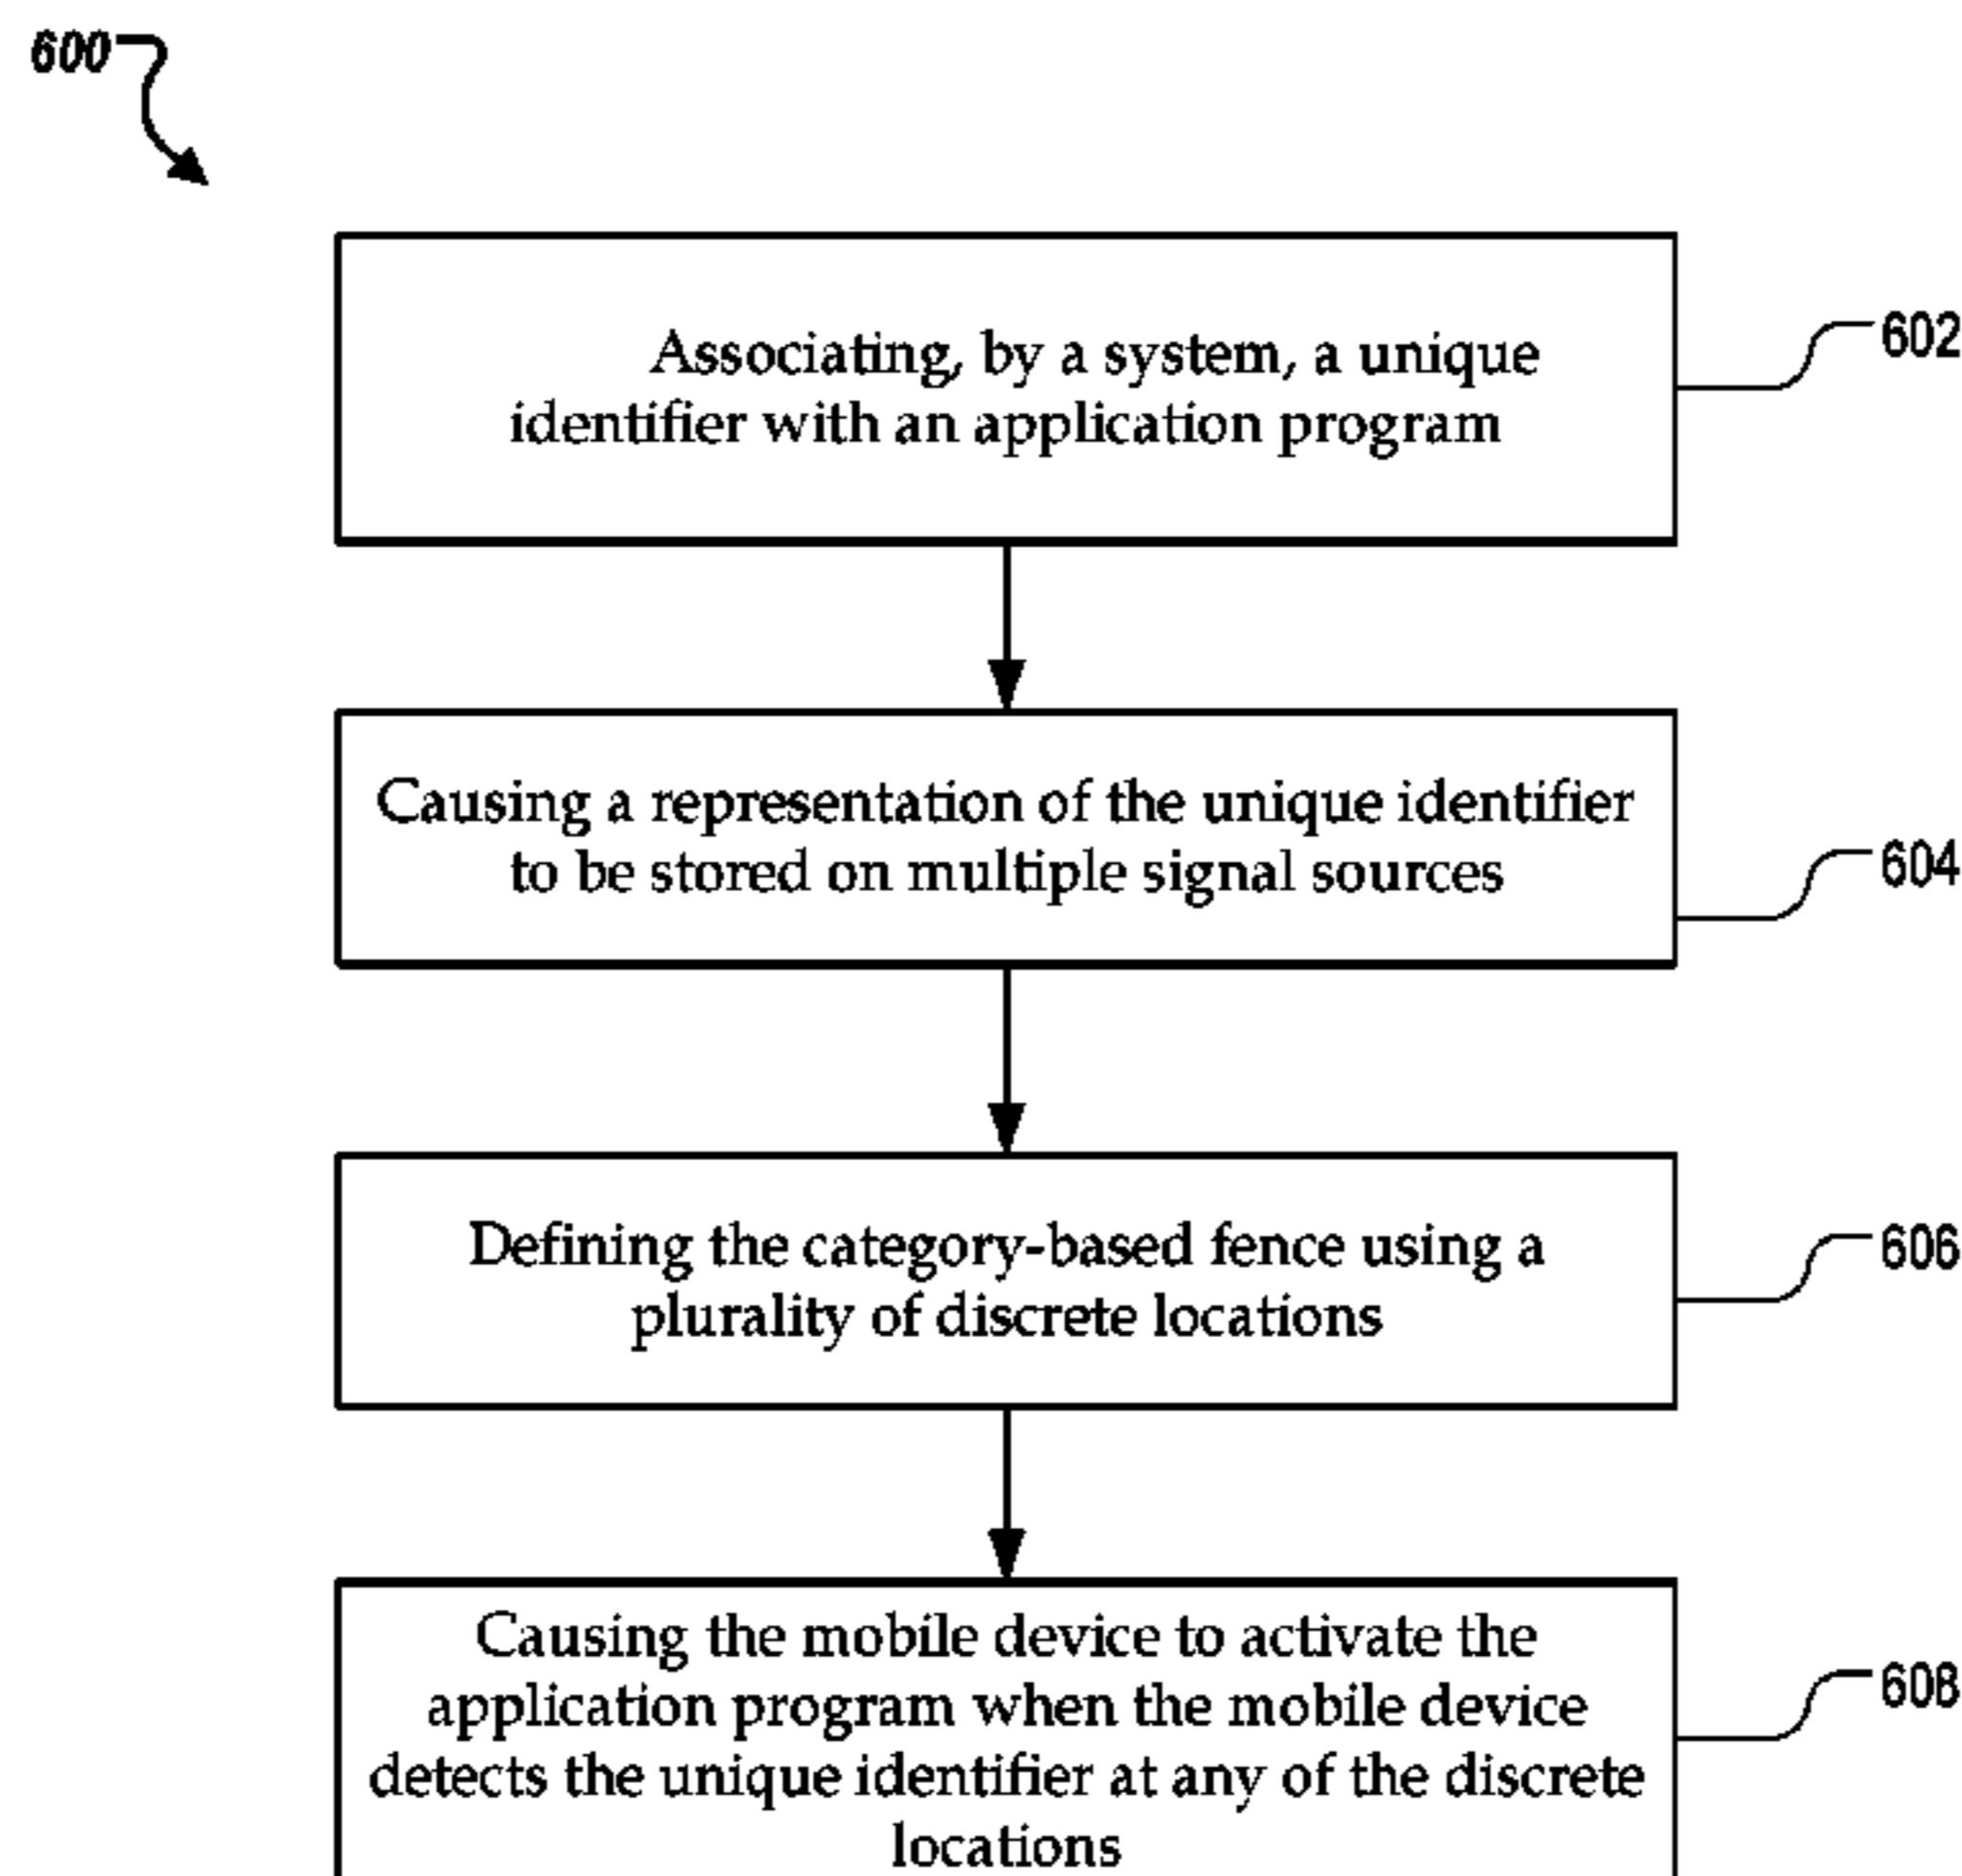 600
Associating, by a system, a unique
identifier with an application program
602
Causing a representation of the unique identifier
to be stored on multiple signal sources
604
Defining the category-based fence using a
plurality of discrete locations
606
Causing the mobile device to activate the
application program when the mobile device
detects the unique identifier at any of the discrete
locations
608